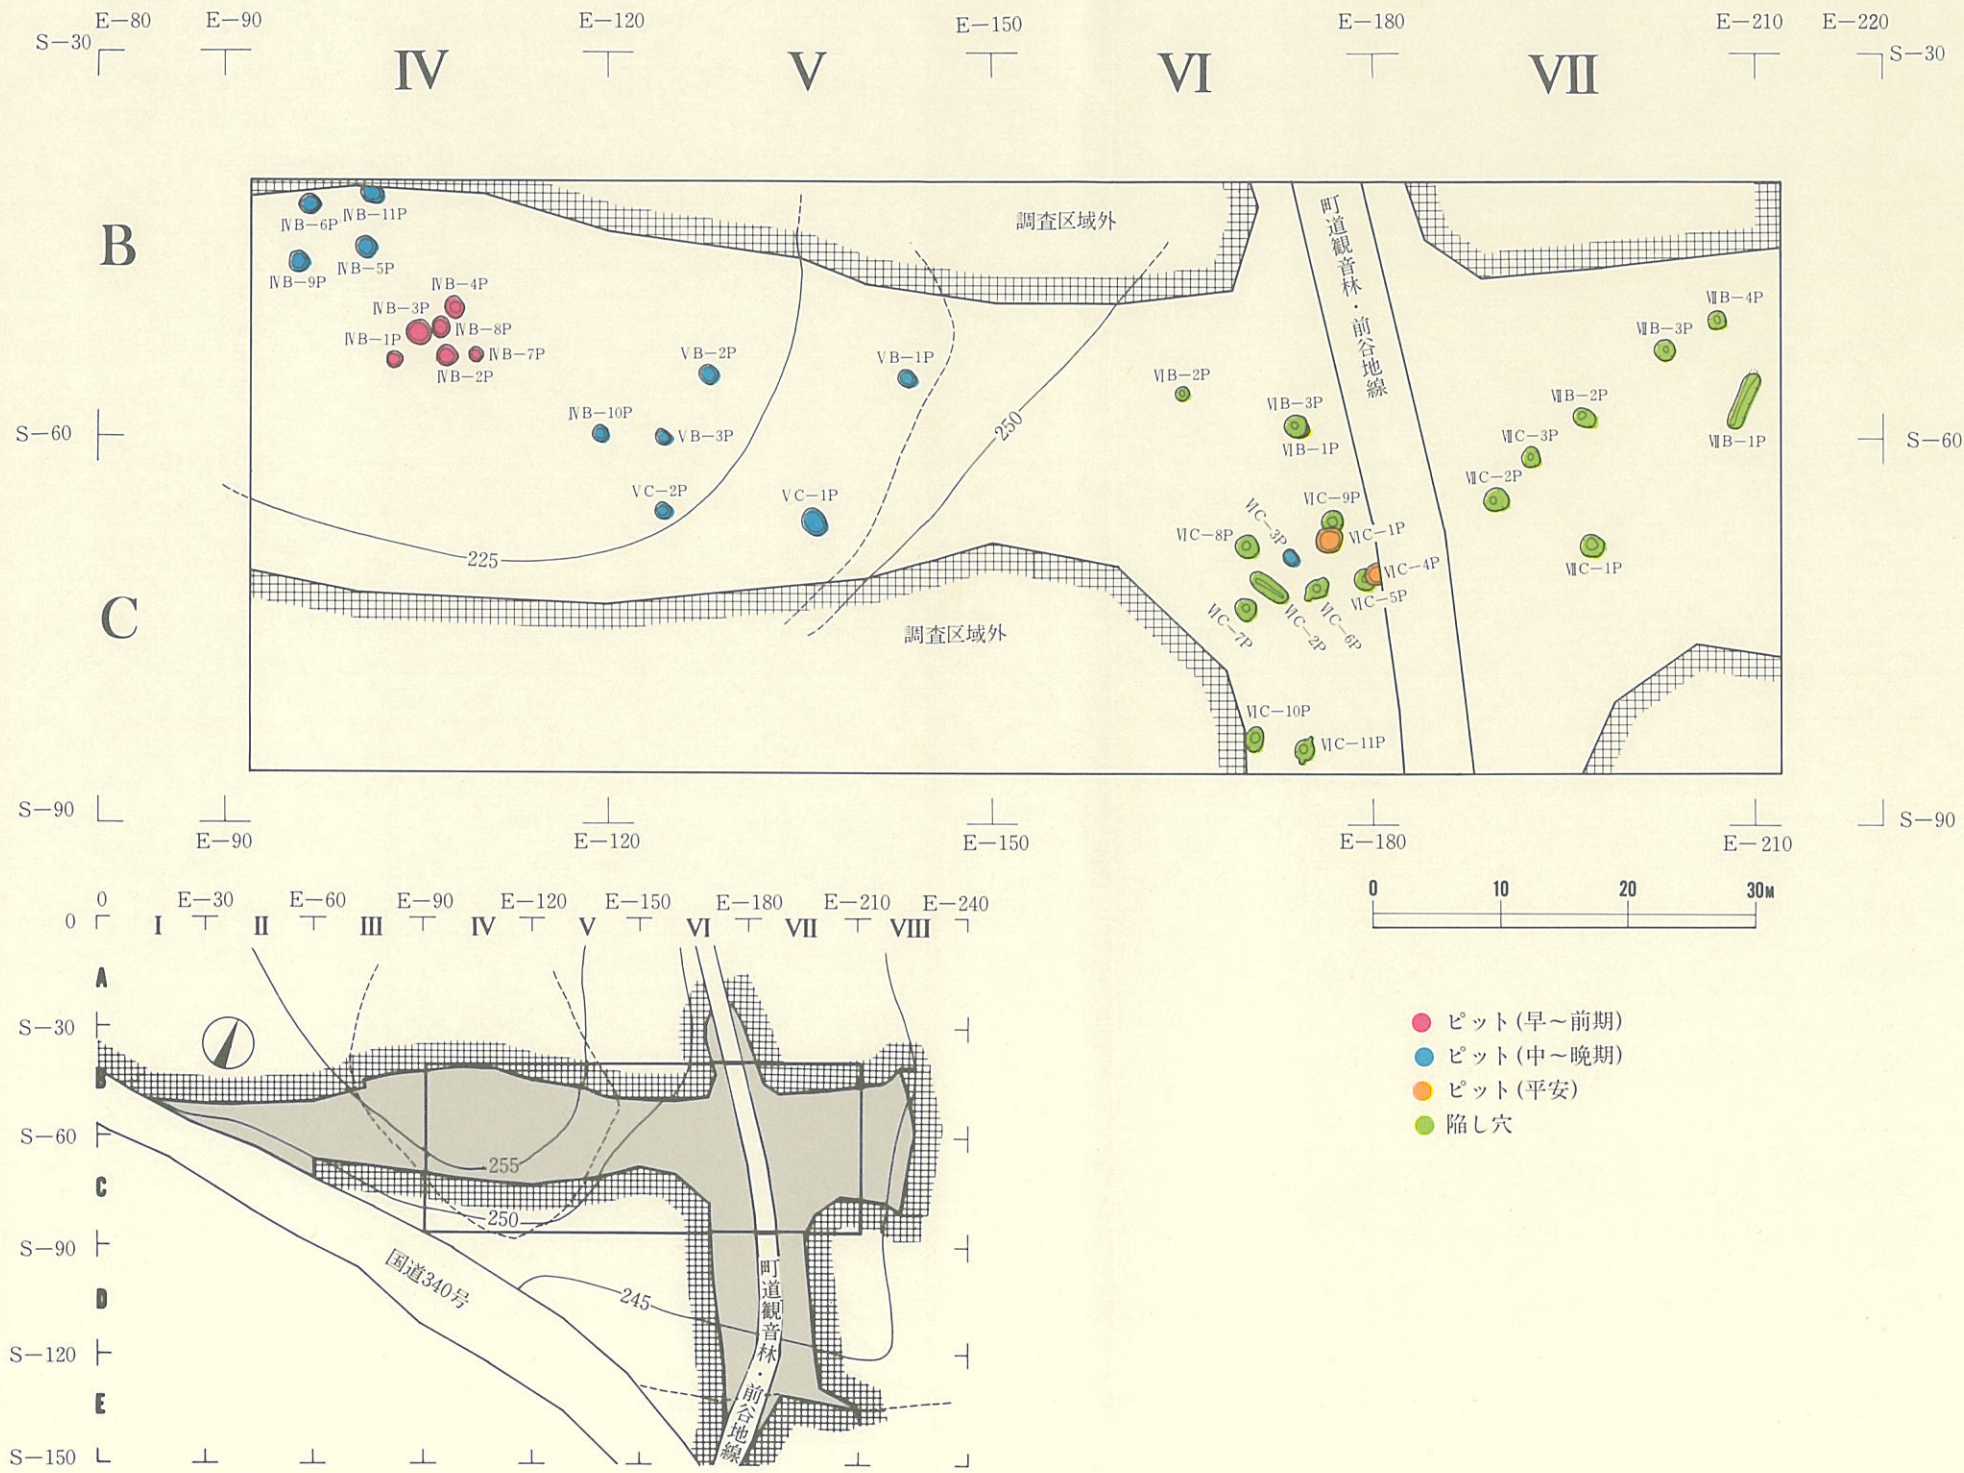 E-80 E-90 E-120 E-150 E-180 E-210 E-220
S-30 S-30
IV V VI VII
B
調査区域外
町道観音林・前谷地線
ⅣB-6P
ⅣB-11P
ⅣB-5P
ⅣB-9P
ⅣB-4P
ⅣB-3P
ⅣB-8P
ⅣB-1P
ⅣB-7P
ⅣB-2P
ⅤB-2P
ⅤB-1P
ⅣB-10P
ⅤB-3P
ⅤC-2P
ⅤC-1P
225
250
ⅥB-2P
ⅥB-3P
ⅥB-1P
ⅦB-4P
ⅦB-3P
ⅦB-2P
ⅦB-1P
ⅦC-3P
ⅦC-2P
ⅦC-1P
S-60 S-60
ⅥC-9P
ⅥC-3P
ⅥC-1P
ⅥC-8P
ⅥC-4P
ⅥC-5P
ⅥC-7P
ⅥC-2P
ⅥC-6P
ⅥC-10P
ⅥC-11P
C
調査区域外
S-90 S-90
E-90 E-120 E-150 E-180 E-210
0 10 20 30M
0 E-30 E-60 E-90 E-120 E-150 E-180 E-210 E-240
0 I II III IV V VI VII VIII
A
S-30
B
S-60
255
C
250
S-90
国道340号
D
245
町道観音林・前谷地線
S-120
E
S-150
ピット(早~前期)
ピット(中~晩期)
ピット(平安)
陥し穴